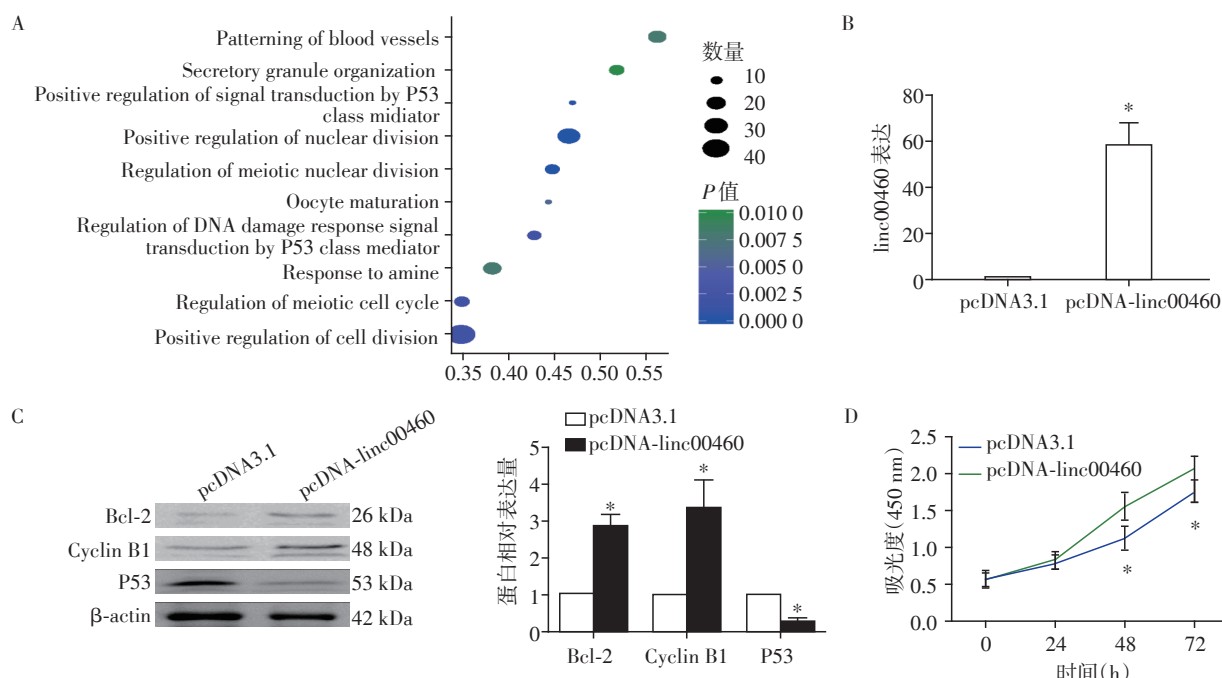 A
Patterning of blood vessels
Secretory granule organization
Positive regulation of signal transduction by P53
class midiator
Positive regulation of nuclear division
Regulation of meiotic nuclear division
Oocyte maturation
Regulation of DNA damage response signal
transduction by P53 class mediator
Response to amine
Regulation of meiotic cell cycle
Positive regulation of cell division
0.35 0.40 0.45 0.50 0.55
数量
10
20
30
40
P 值
0.010 0
0.007 5
0.005 0
0.002 5
0.000 0
B
linc00460 表达
80
60
40
20
0
*
pcDNA3.1 pcDNA-linc00460
C
pcDNA3.1 pcDNA-linc00460
Bcl-2 26 kDa
Cyclin B1 48 kDa
P53 53 kDa
β-actin 42 kDa
pcDNA3.1
pcDNA-linc00460
蛋白相对表达量
5
4
3
2
1
0
* * *
Bcl-2 Cyclin B1 P53
D
pcDNA3.1
pcDNA-linc00460
吸光度(450 nm)
2.5
2.0
1.5
1.0
0.5
0.0
* *
0 24 48 72
时间(h)